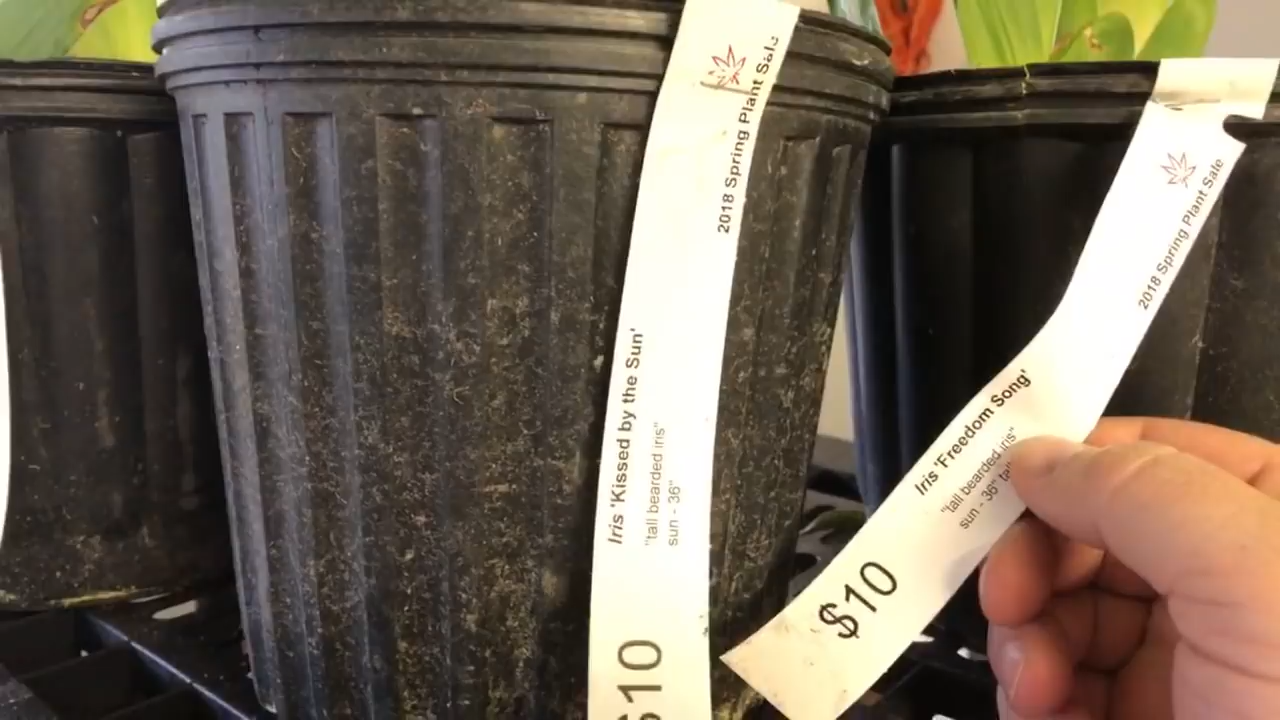 2018 Spring Plant Sale
Iris 'Kissed by the Sun'
"tall bearded iris"
sun - 36"
$10
2018 Spring Plant Sale
Iris 'Freedom Song'
"tall bearded iris"
sun - 36" tall
$10